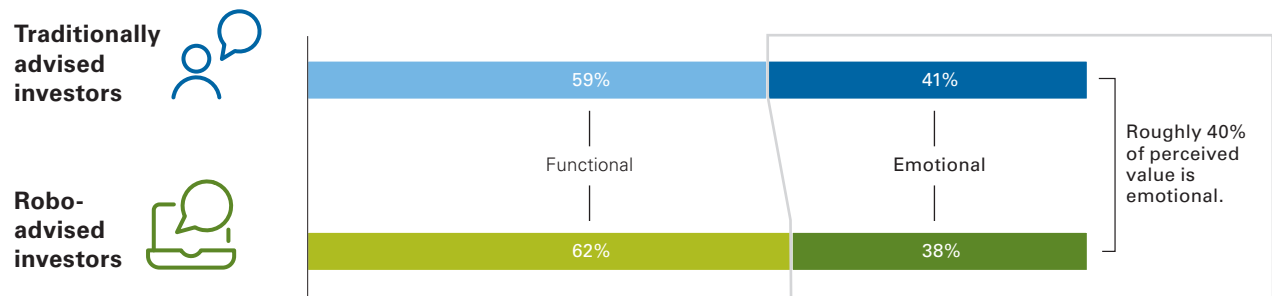 Traditionally
advised
investors
59%
41%
Functional
Emotional
Roughly 40%
of perceived
value is
emotional.
Robo-
advised
investors
62%
38%